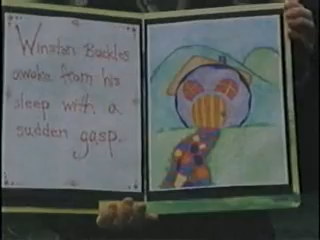 Winston Buckles
awoke from his
sleep with a
sudden gasp.